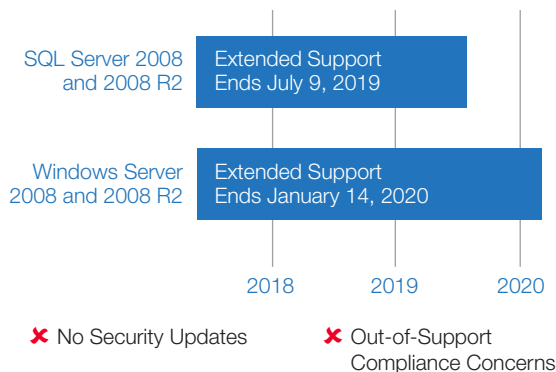 SQL Server 2008
and 2008 R2
Extended Support
Ends July 9, 2019
Windows Server
2008 and 2008 R2
Extended Support
Ends January 14, 2020
2018
2019
2020
✘ No Security Updates
✘ Out-of-Support
Compliance Concerns